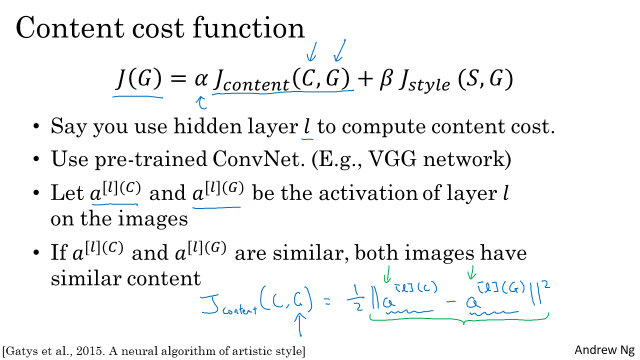 Content cost function
J(G) = α J_content(C, G) + β J_style (S, G)
• Say you use hidden layer l to compute content cost.
• Use pre-trained ConvNet. (E.g., VGG network)
• Let a^[l](C) and a^[l](G) be the activation of layer l
on the images
• If a^[l](C) and a^[l](G) are similar, both images have
similar content
J_content(C,G) = 1/2 ||a^[l](C) - a^[l](G)||^2
[Gatys et al., 2015. A neural algorithm of artistic style]
Andrew Ng